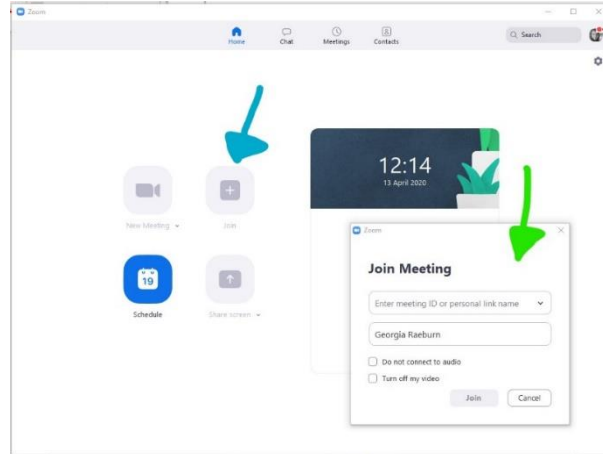 Zoom
Home Chat Meetings Contacts Search
12:14
13 April 2020
New Meeting Join
19
Schedule Share screen
Zoom
Join Meeting
Enter meeting ID or personal link name
Georgia Raeburn
Do not connect to audio
Turn off my video
Join Cancel